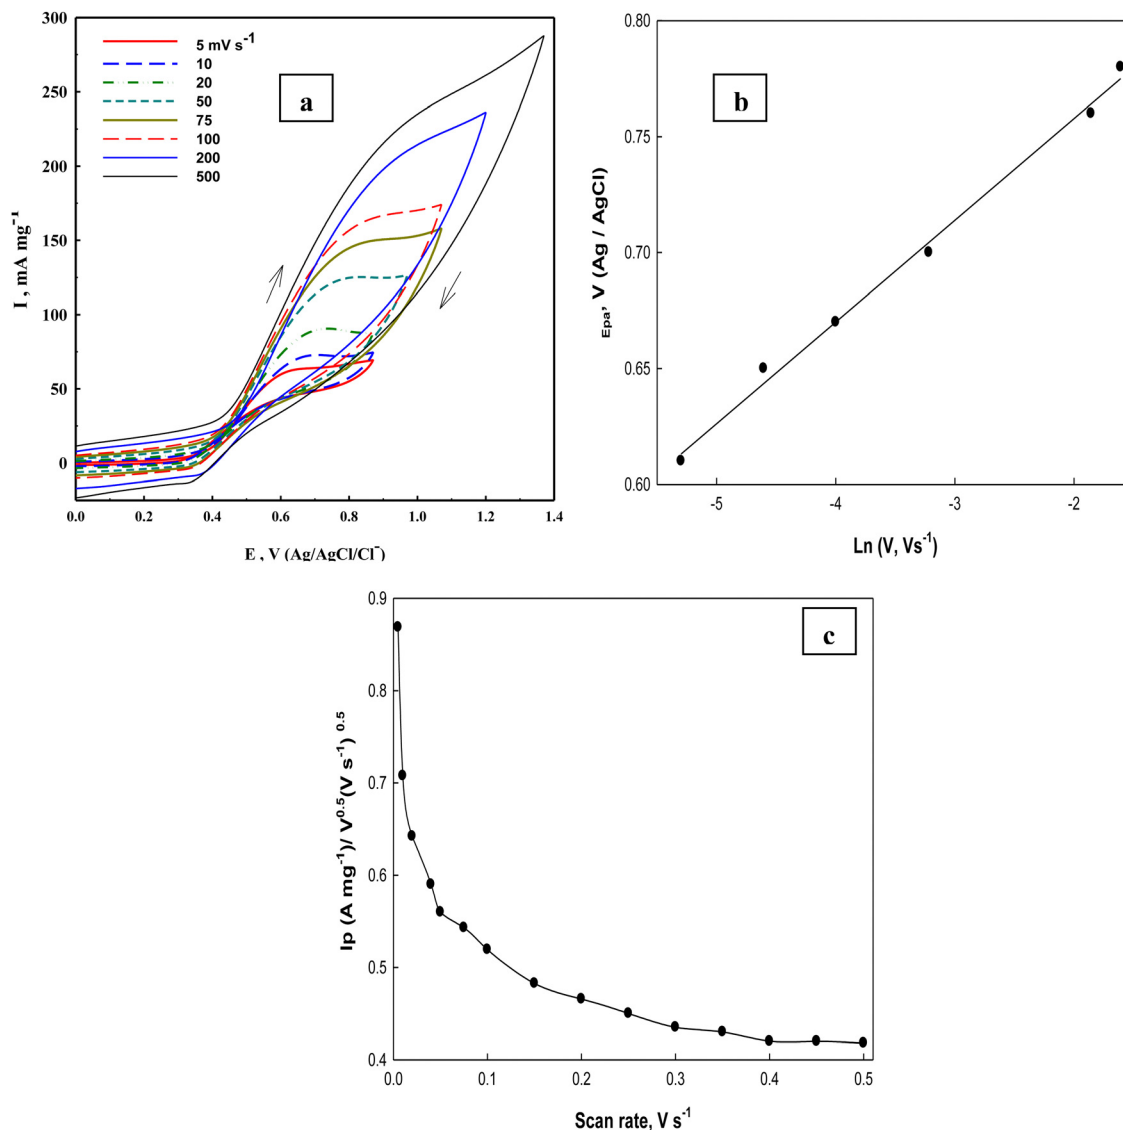 300
250
200
150
100
50
0
I , mA mg⁻¹
5 mV s⁻¹
10
20
50
75
100
200
500
a
0.0 0.2 0.4 0.6 0.8 1.0 1.2 1.4
E , V (Ag/AgCl/Cl⁻)
0.80
0.75
0.70
0.65
0.60
Epa, V (Ag / AgCl)
b
-5 -4 -3 -2
Ln (V, Vs⁻¹)
0.9
0.8
0.7
0.6
0.5
0.4
Ip (A mg⁻¹)/ V⁰·⁵(V s⁻¹) ⁰·⁵
c
0.0 0.1 0.2 0.3 0.4 0.5
Scan rate, V s⁻¹